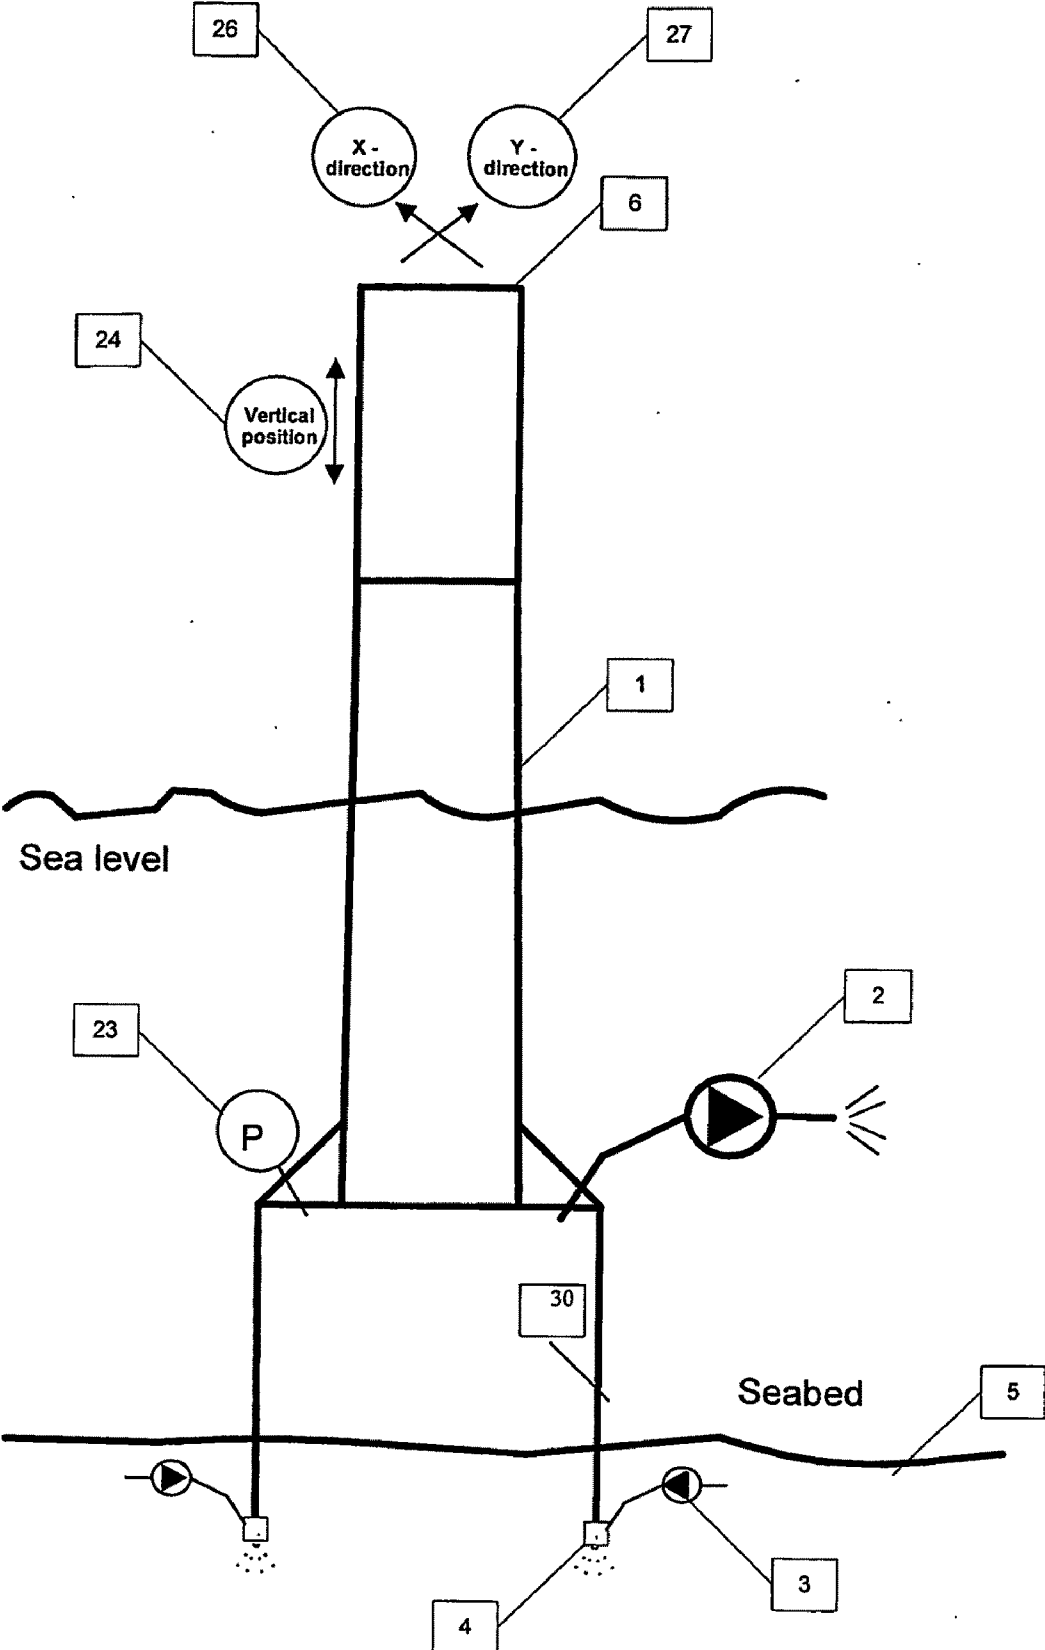 26
27
X -
direction
Y -
direction
6
24
Vertical
position
1
Sea level
2
23
P
30
Seabed
5
3
4